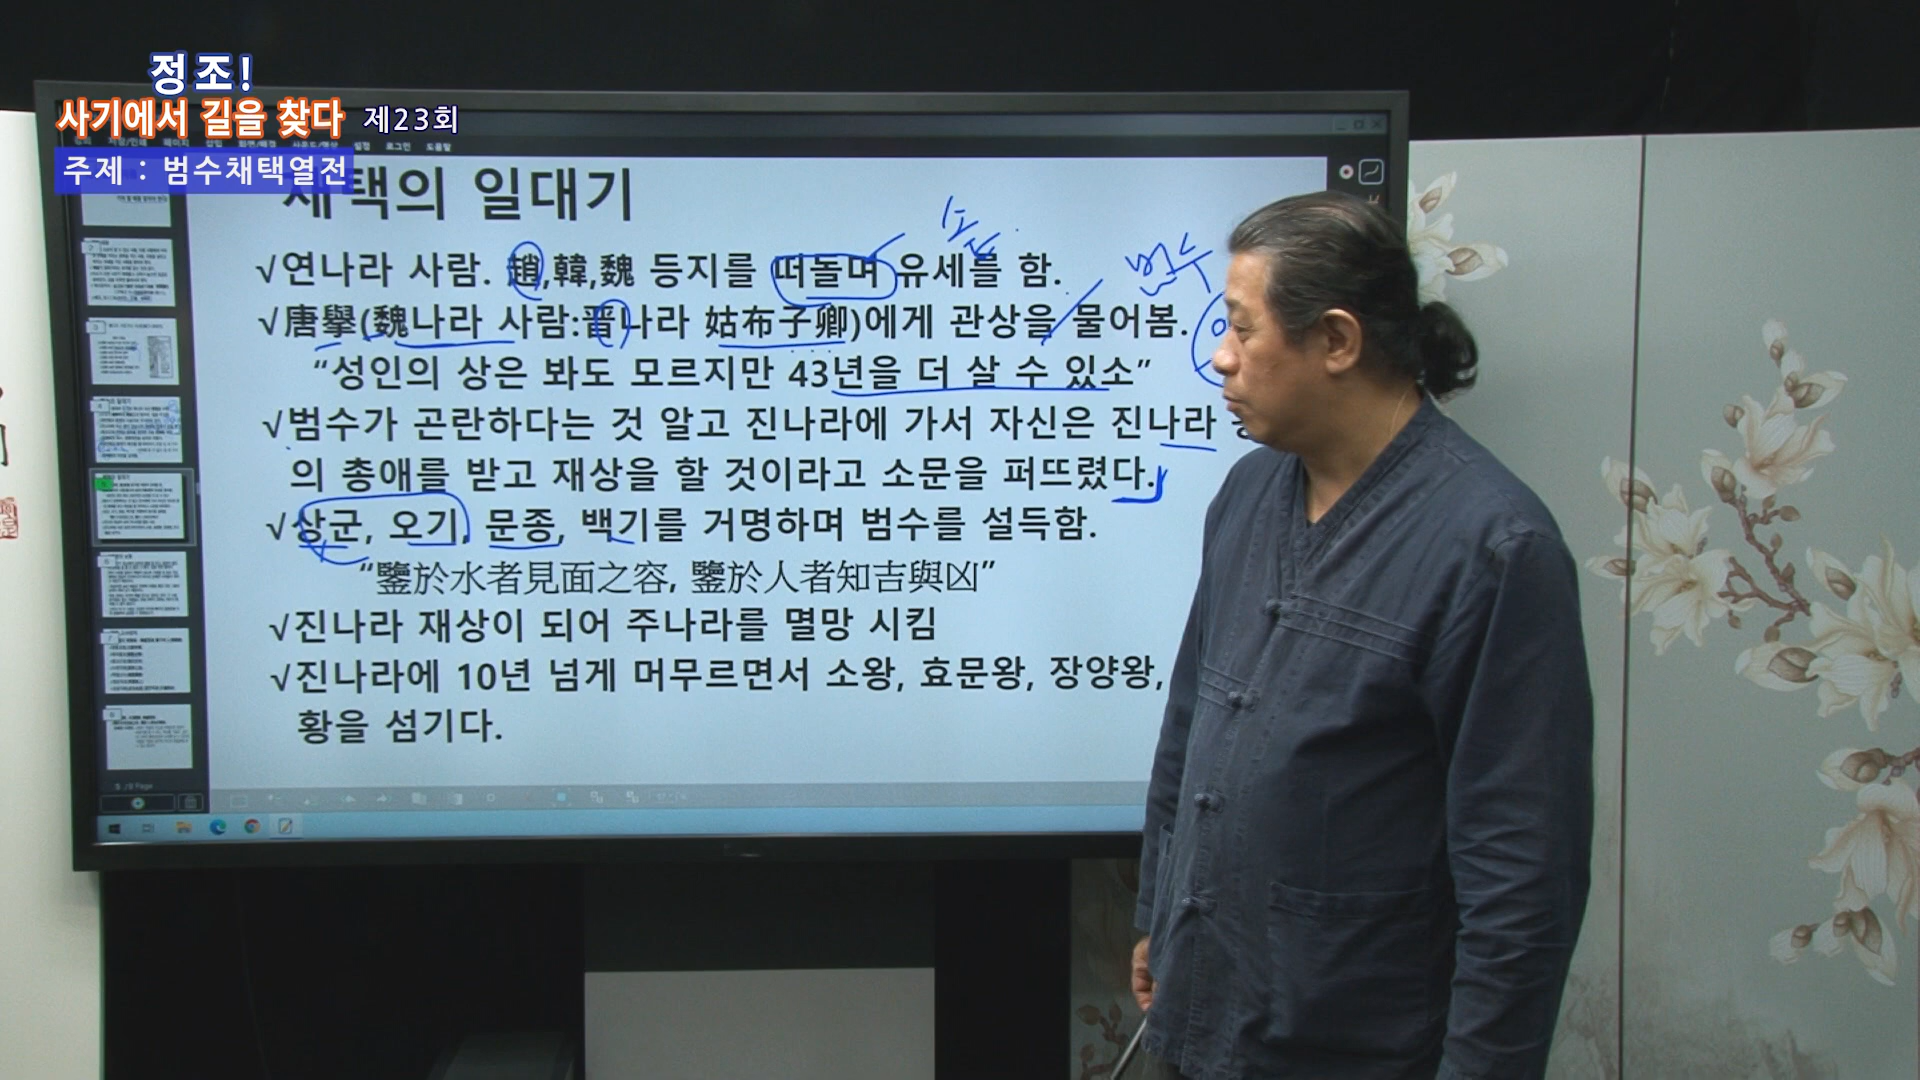 정조!
사기에서 길을 찾다 제23회
주제 : 범수채택열전
채택의 일대기
√연나라 사람. 趙,韓,魏 등지를 떠돌며 유세를 함.
소진
범수
√唐擧(魏나라 사람:晋나라 姑布子卿)에게 관상을 물어봄.
“성인의 상은 봐도 모르지만 43년을 더 살 수 있소”
√범수가 곤란하다는 것 알고 진나라에 가서 자신은 진나라
의 총애를 받고 재상을 할 것이라고 소문을 퍼뜨렸다.
√상군, 오기, 문종, 백기를 거명하며 범수를 설득함.
“鑒於水者見面之容, 鑒於人者知吉與凶”
√진나라 재상이 되어 주나라를 멸망 시킴
√진나라에 10년 넘게 머무르면서 소왕, 효문왕, 장양왕,
황을 섬기다.
로그인 도움말